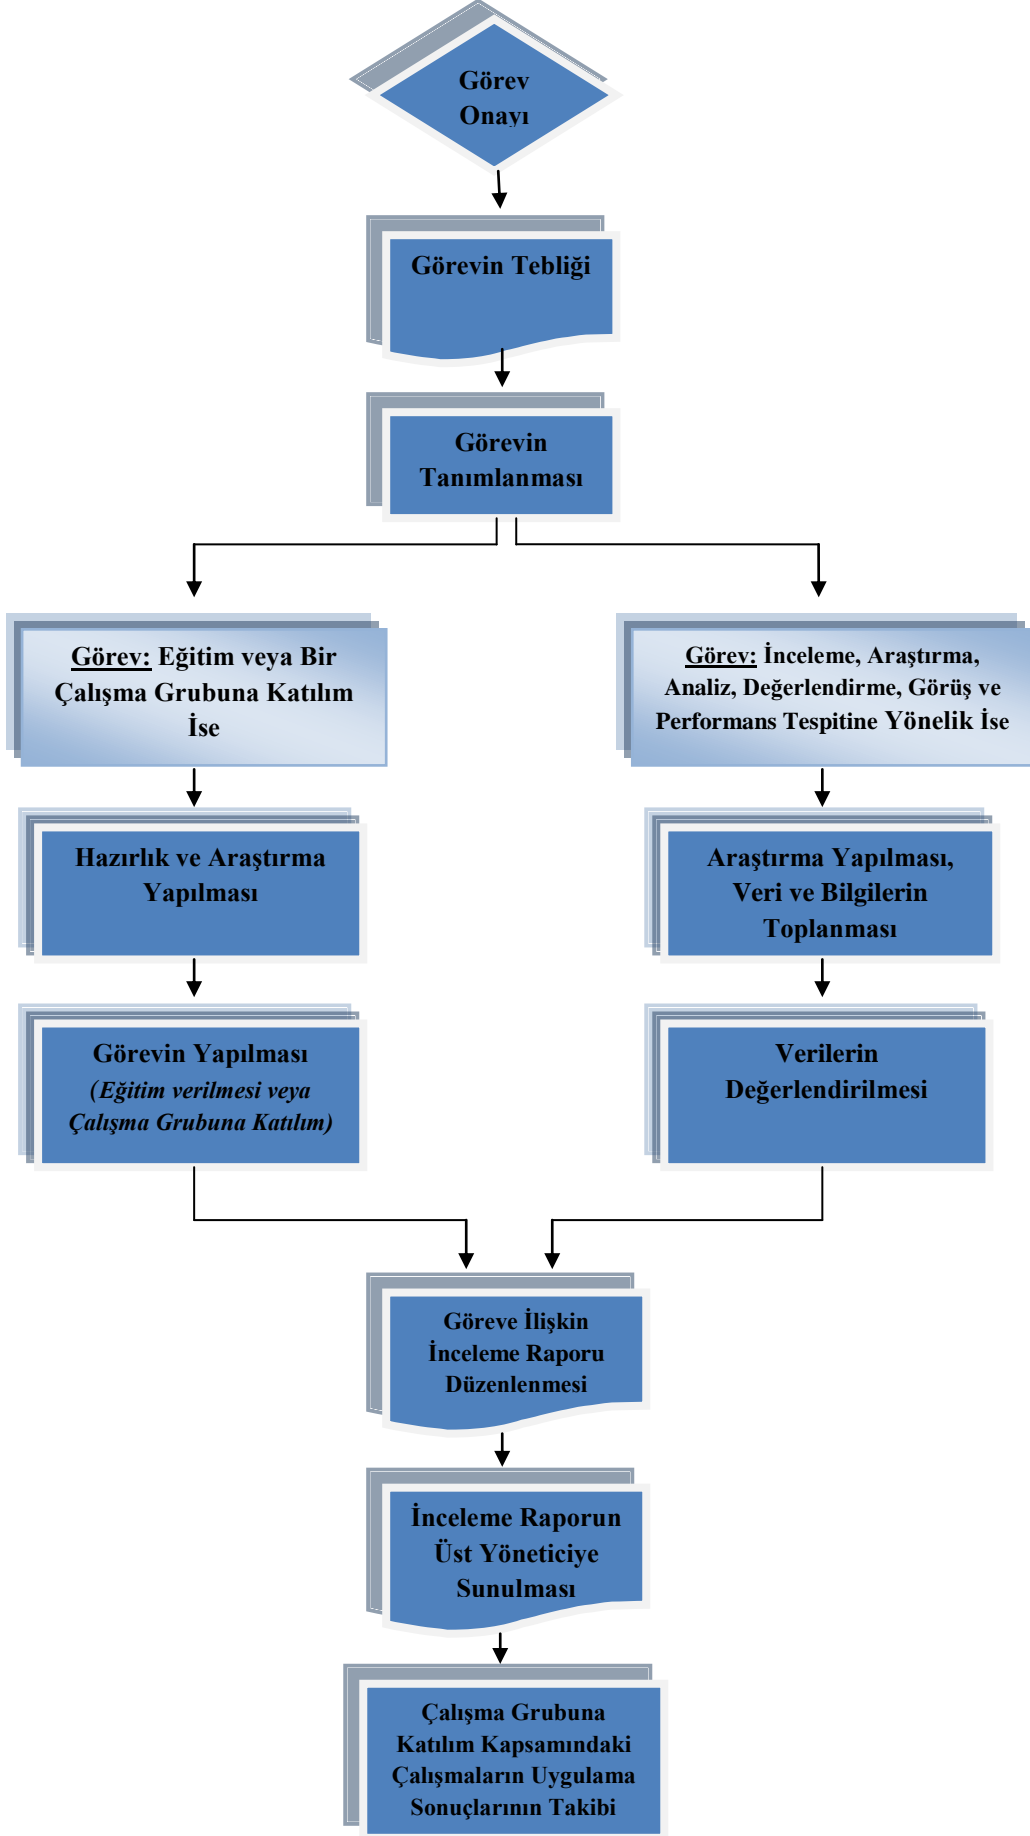 Görev
Onayı
Görevin Tebliği
Görevin
Tanımlanması
Görev: Eğitim veya Bir
Çalışma Grubuna Katılım
İse
Görev: İnceleme, Araştırma,
Analiz, Değerlendirme, Görüş ve
Performans Tespitine Yönelik İse
Hazırlık ve Araştırma
Yapılması
Araştırma Yapılması,
Veri ve Bilgilerin
Toplanması
Görevin Yapılması
(Eğitim verilmesi veya
Çalışma Grubuna Katılım)
Verilerin
Değerlendirilmesi
Göreve İlişkin
İnceleme Raporu
Düzenlenmesi
İnceleme Raporun
Üst Yöneticiye
Sunulması
Çalışma Grubuna
Katılım Kapsamındaki
Çalışmaların Uygulama
Sonuçlarının Takibi